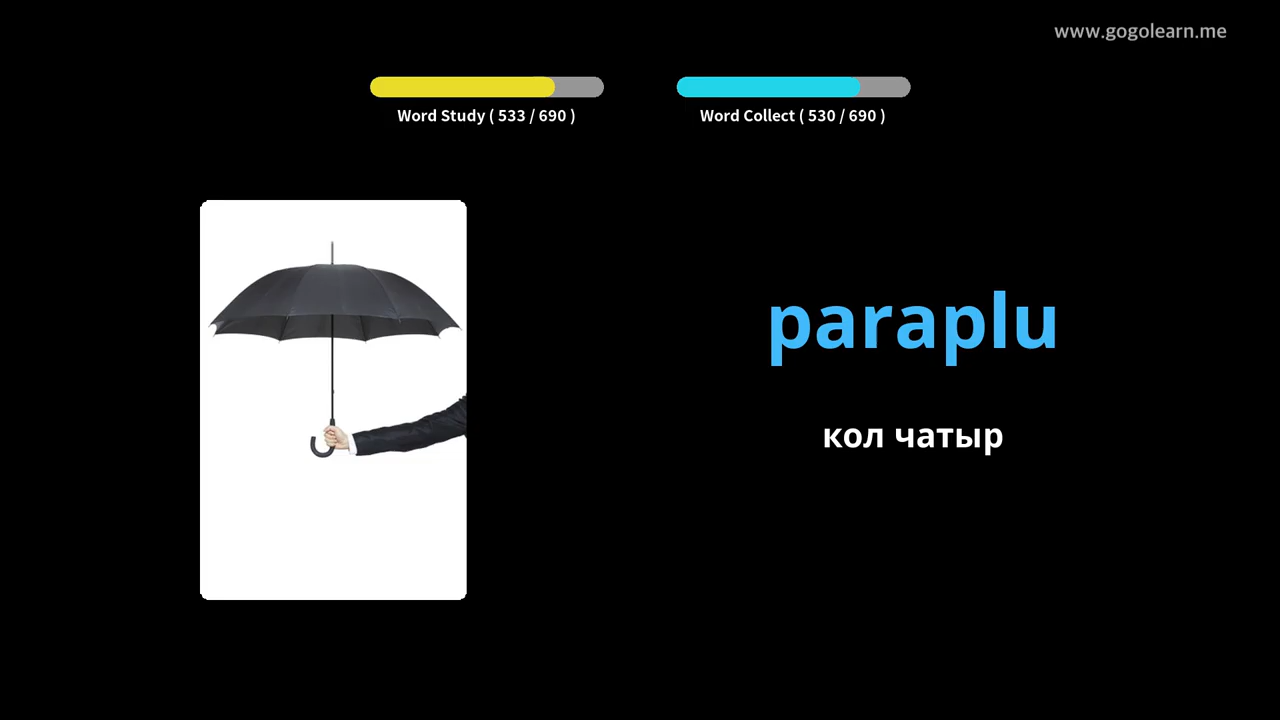 www.gogolearn.me
Word Study ( 533 / 690 )
Word Collect ( 530 / 690 )
paraplu
кол чатыр